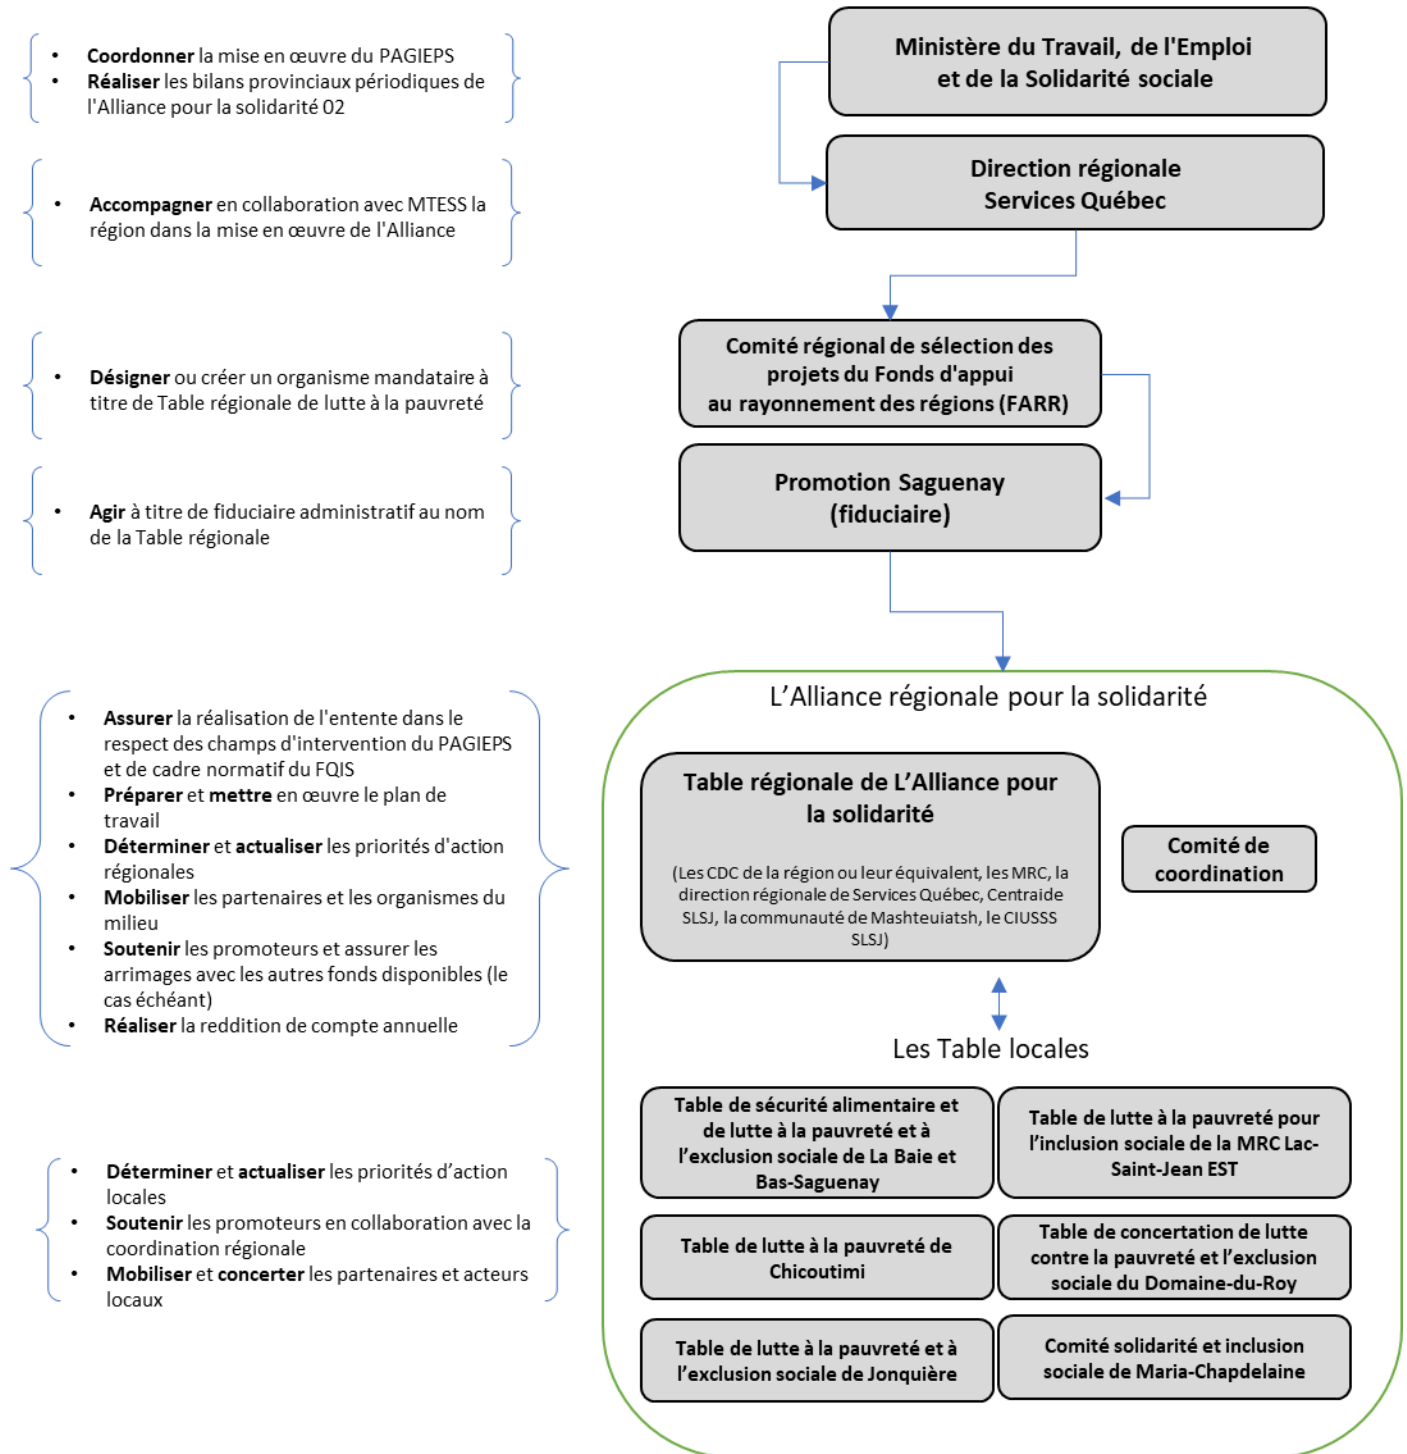 • Coordonner la mise en œuvre du PAGIEPS
• Réaliser les bilans provinciaux périodiques de
l'Alliance pour la solidarité 02
Ministère du Travail, de l'Emploi
et de la Solidarité sociale
• Accompagner en collaboration avec MTESS la
région dans la mise en œuvre de l'Alliance
Direction régionale
Services Québec
• Désigner ou créer un organisme mandataire à
titre de Table régionale de lutte à la pauvreté
Comité régional de sélection des
projets du Fonds d'appui
au rayonnement des régions (FARR)
• Agir à titre de fiduciaire administratif au nom
de la Table régionale
Promotion Saguenay
(fiduciaire)
• Assurer la réalisation de l'entente dans le
respect des champs d'intervention du PAGIEPS
et de cadre normatif du FQIS
• Préparer et mettre en œuvre le plan de
travail
• Déterminer et actualiser les priorités d'action
régionales
• Mobiliser les partenaires et les organismes du
milieu
• Soutenir les promoteurs et assurer les
arrimages avec les autres fonds disponibles (le
cas échéant)
• Réaliser la reddition de compte annuelle
L’Alliance régionale pour la solidarité
Table régionale de L’Alliance pour
la solidarité
(Les CDC de la région ou leur équivalent, les MRC, la
direction régionale de Services Québec, Centraide
SLSJ, la communauté de Mashteuiatsh, le CIUSSS
SLSJ)
Comité de
coordination
Les Table locales
• Déterminer et actualiser les priorités d’action
locales
• Soutenir les promoteurs en collaboration avec la
coordination régionale
• Mobiliser et concerter les partenaires et acteurs
locaux
Table de sécurité alimentaire et
de lutte à la pauvreté et à
l’exclusion sociale de La Baie et
Bas-Saguenay
Table de lutte à la pauvreté pour
l’inclusion sociale de la MRC Lac-
Saint-Jean EST
Table de lutte à la pauvreté de
Chicoutimi
Table de concertation de lutte
contre la pauvreté et l’exclusion
sociale du Domaine-du-Roy
Table de lutte à la pauvreté et à
l’exclusion sociale de Jonquière
Comité solidarité et inclusion
sociale de Maria-Chapdelaine